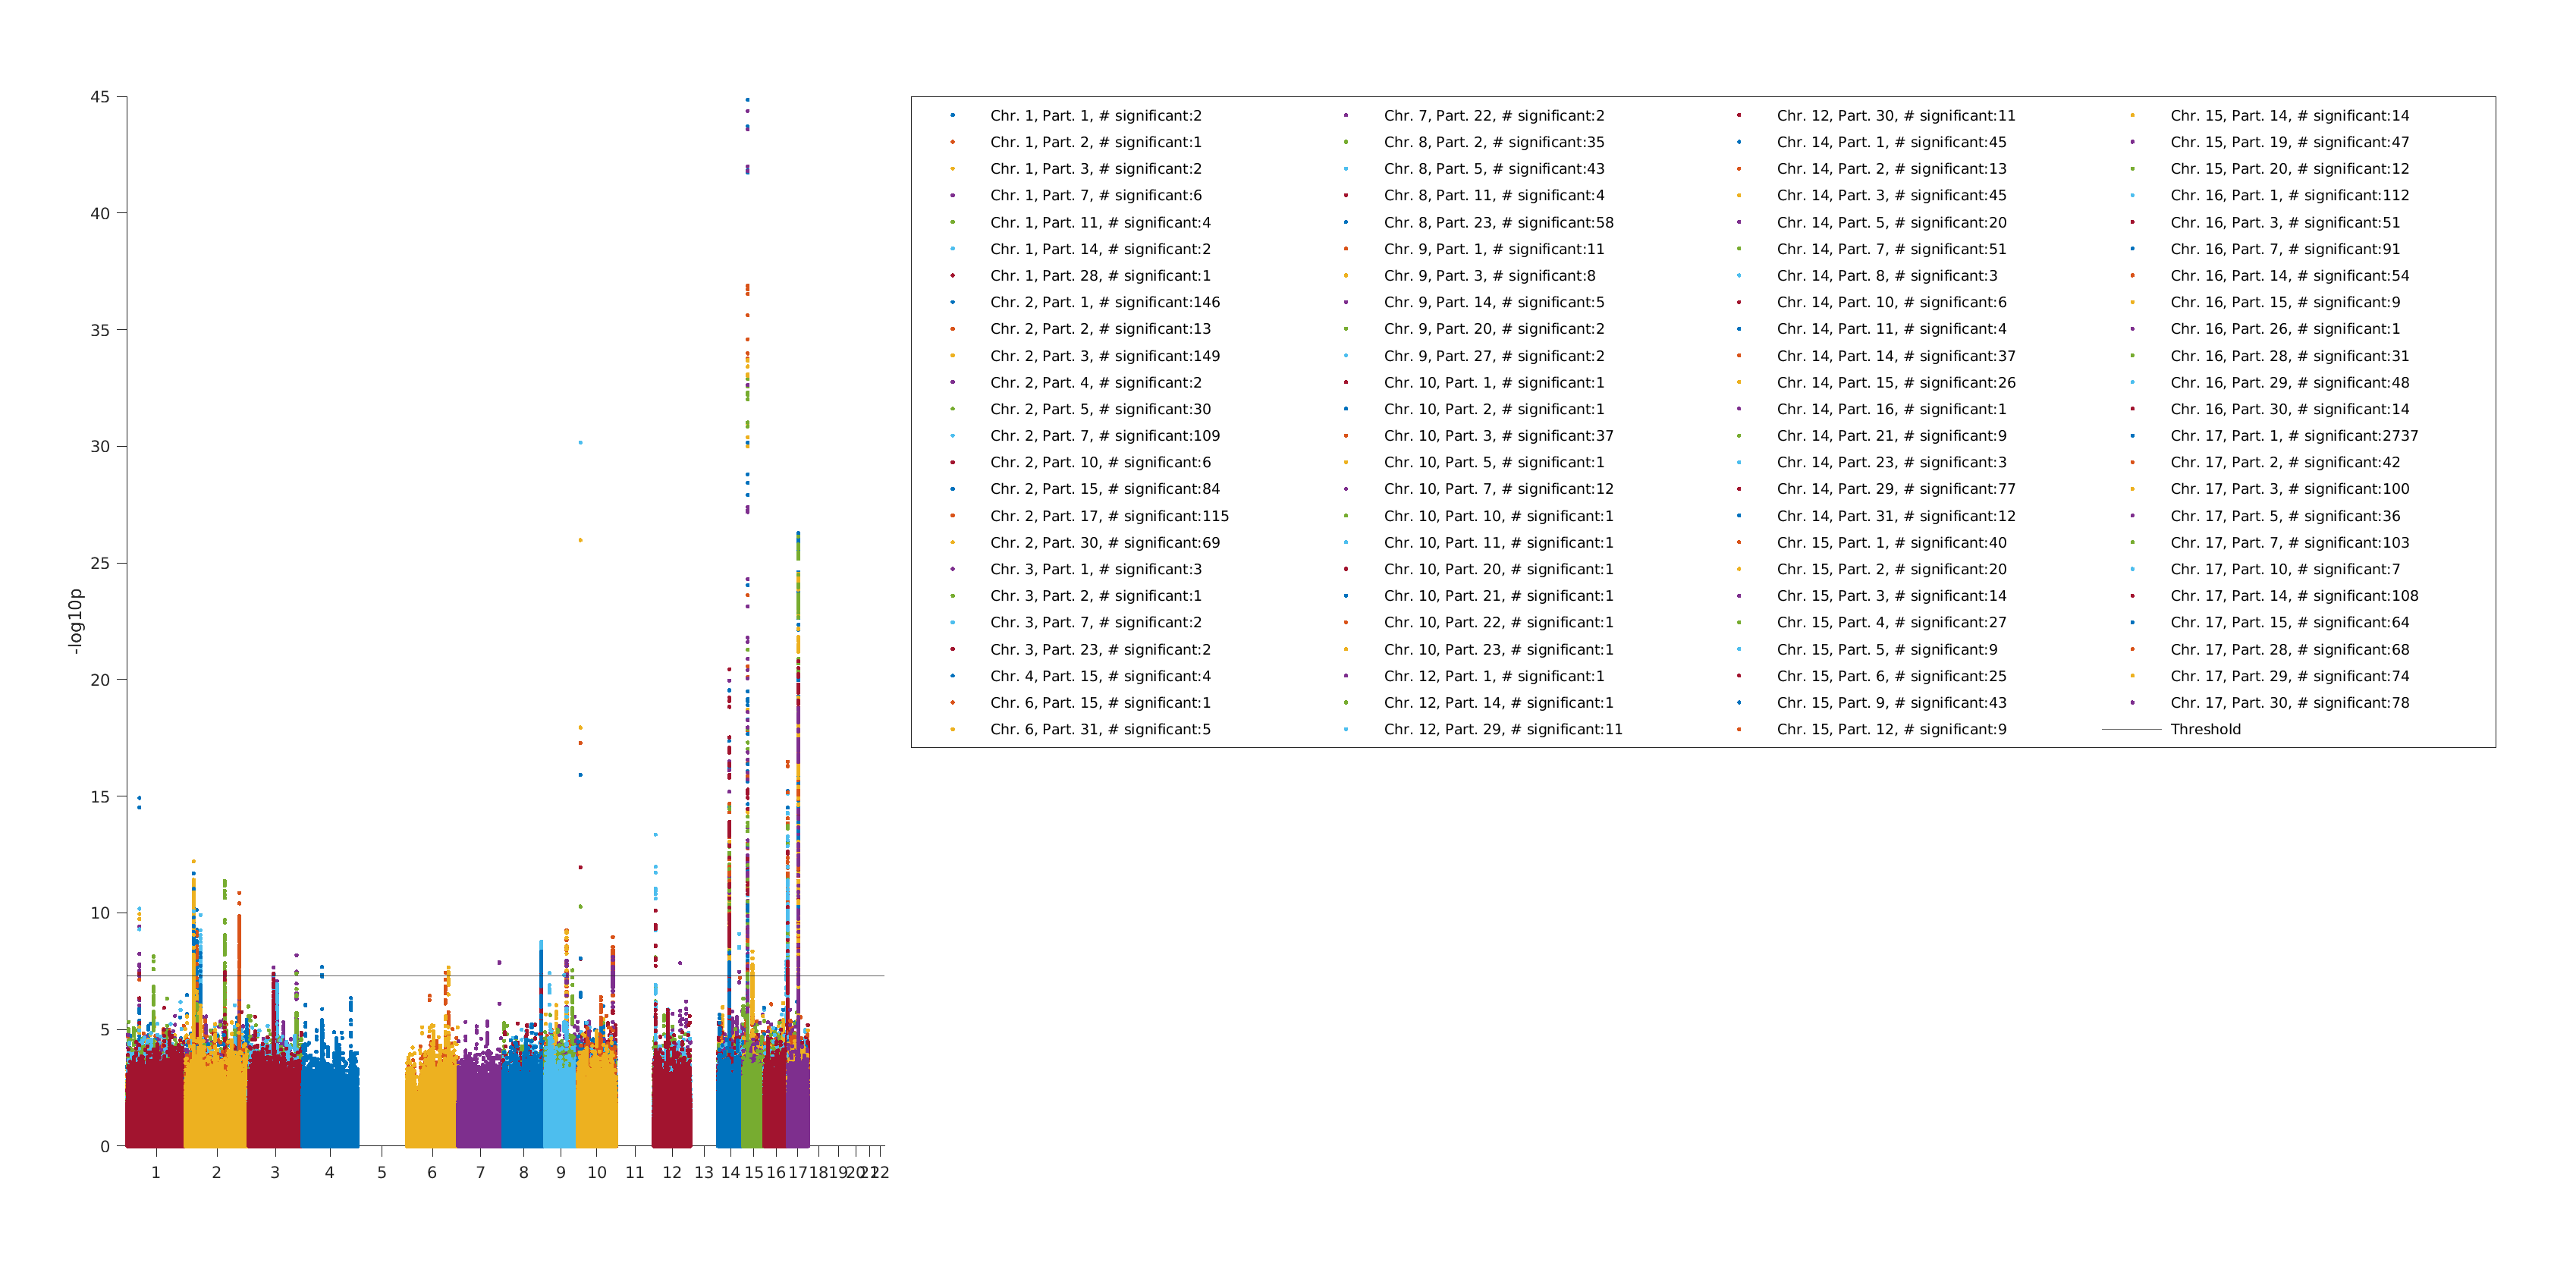 45
40
35
30
25
20
15
10
5
0
-log10p
1 2 3 4 5 6 7 8 9 10 11 12 13 14 15 16 17 18 19 20 21 22
Chr. 1, Part. 1, # significant:2
Chr. 1, Part. 2, # significant:1
Chr. 1, Part. 3, # significant:2
Chr. 1, Part. 7, # significant:6
Chr. 1, Part. 11, # significant:4
Chr. 1, Part. 14, # significant:2
Chr. 1, Part. 28, # significant:1
Chr. 2, Part. 1, # significant:146
Chr. 2, Part. 2, # significant:13
Chr. 2, Part. 3, # significant:149
Chr. 2, Part. 4, # significant:2
Chr. 2, Part. 5, # significant:30
Chr. 2, Part. 7, # significant:109
Chr. 2, Part. 10, # significant:6
Chr. 2, Part. 15, # significant:84
Chr. 2, Part. 17, # significant:115
Chr. 2, Part. 30, # significant:69
Chr. 3, Part. 1, # significant:3
Chr. 3, Part. 2, # significant:1
Chr. 3, Part. 7, # significant:2
Chr. 3, Part. 23, # significant:2
Chr. 4, Part. 15, # significant:4
Chr. 6, Part. 15, # significant:1
Chr. 6, Part. 31, # significant:5
Chr. 7, Part. 22, # significant:2
Chr. 8, Part. 2, # significant:35
Chr. 8, Part. 5, # significant:43
Chr. 8, Part. 11, # significant:4
Chr. 8, Part. 23, # significant:58
Chr. 9, Part. 1, # significant:11
Chr. 9, Part. 3, # significant:8
Chr. 9, Part. 14, # significant:5
Chr. 9, Part. 20, # significant:2
Chr. 9, Part. 27, # significant:2
Chr. 10, Part. 1, # significant:1
Chr. 10, Part. 2, # significant:1
Chr. 10, Part. 3, # significant:37
Chr. 10, Part. 5, # significant:1
Chr. 10, Part. 7, # significant:12
Chr. 10, Part. 10, # significant:1
Chr. 10, Part. 11, # significant:1
Chr. 10, Part. 20, # significant:1
Chr. 10, Part. 21, # significant:1
Chr. 10, Part. 22, # significant:1
Chr. 10, Part. 23, # significant:1
Chr. 12, Part. 1, # significant:1
Chr. 12, Part. 14, # significant:1
Chr. 12, Part. 29, # significant:11
Chr. 12, Part. 30, # significant:11
Chr. 14, Part. 1, # significant:45
Chr. 14, Part. 2, # significant:13
Chr. 14, Part. 3, # significant:45
Chr. 14, Part. 5, # significant:20
Chr. 14, Part. 7, # significant:51
Chr. 14, Part. 8, # significant:3
Chr. 14, Part. 10, # significant:6
Chr. 14, Part. 11, # significant:4
Chr. 14, Part. 14, # significant:37
Chr. 14, Part. 15, # significant:26
Chr. 14, Part. 16, # significant:1
Chr. 14, Part. 21, # significant:9
Chr. 14, Part. 23, # significant:3
Chr. 14, Part. 29, # significant:77
Chr. 14, Part. 31, # significant:12
Chr. 15, Part. 1, # significant:40
Chr. 15, Part. 2, # significant:20
Chr. 15, Part. 3, # significant:14
Chr. 15, Part. 4, # significant:27
Chr. 15, Part. 5, # significant:9
Chr. 15, Part. 6, # significant:25
Chr. 15, Part. 9, # significant:43
Chr. 15, Part. 12, # significant:9
Chr. 15, Part. 14, # significant:14
Chr. 15, Part. 19, # significant:47
Chr. 15, Part. 20, # significant:12
Chr. 16, Part. 1, # significant:112
Chr. 16, Part. 3, # significant:51
Chr. 16, Part. 7, # significant:91
Chr. 16, Part. 14, # significant:54
Chr. 16, Part. 15, # significant:9
Chr. 16, Part. 26, # significant:1
Chr. 16, Part. 28, # significant:31
Chr. 16, Part. 29, # significant:48
Chr. 16, Part. 30, # significant:14
Chr. 17, Part. 1, # significant:2737
Chr. 17, Part. 2, # significant:42
Chr. 17, Part. 3, # significant:100
Chr. 17, Part. 5, # significant:36
Chr. 17, Part. 7, # significant:103
Chr. 17, Part. 10, # significant:7
Chr. 17, Part. 14, # significant:108
Chr. 17, Part. 15, # significant:64
Chr. 17, Part. 28, # significant:68
Chr. 17, Part. 29, # significant:74
Chr. 17, Part. 30, # significant:78
Threshold